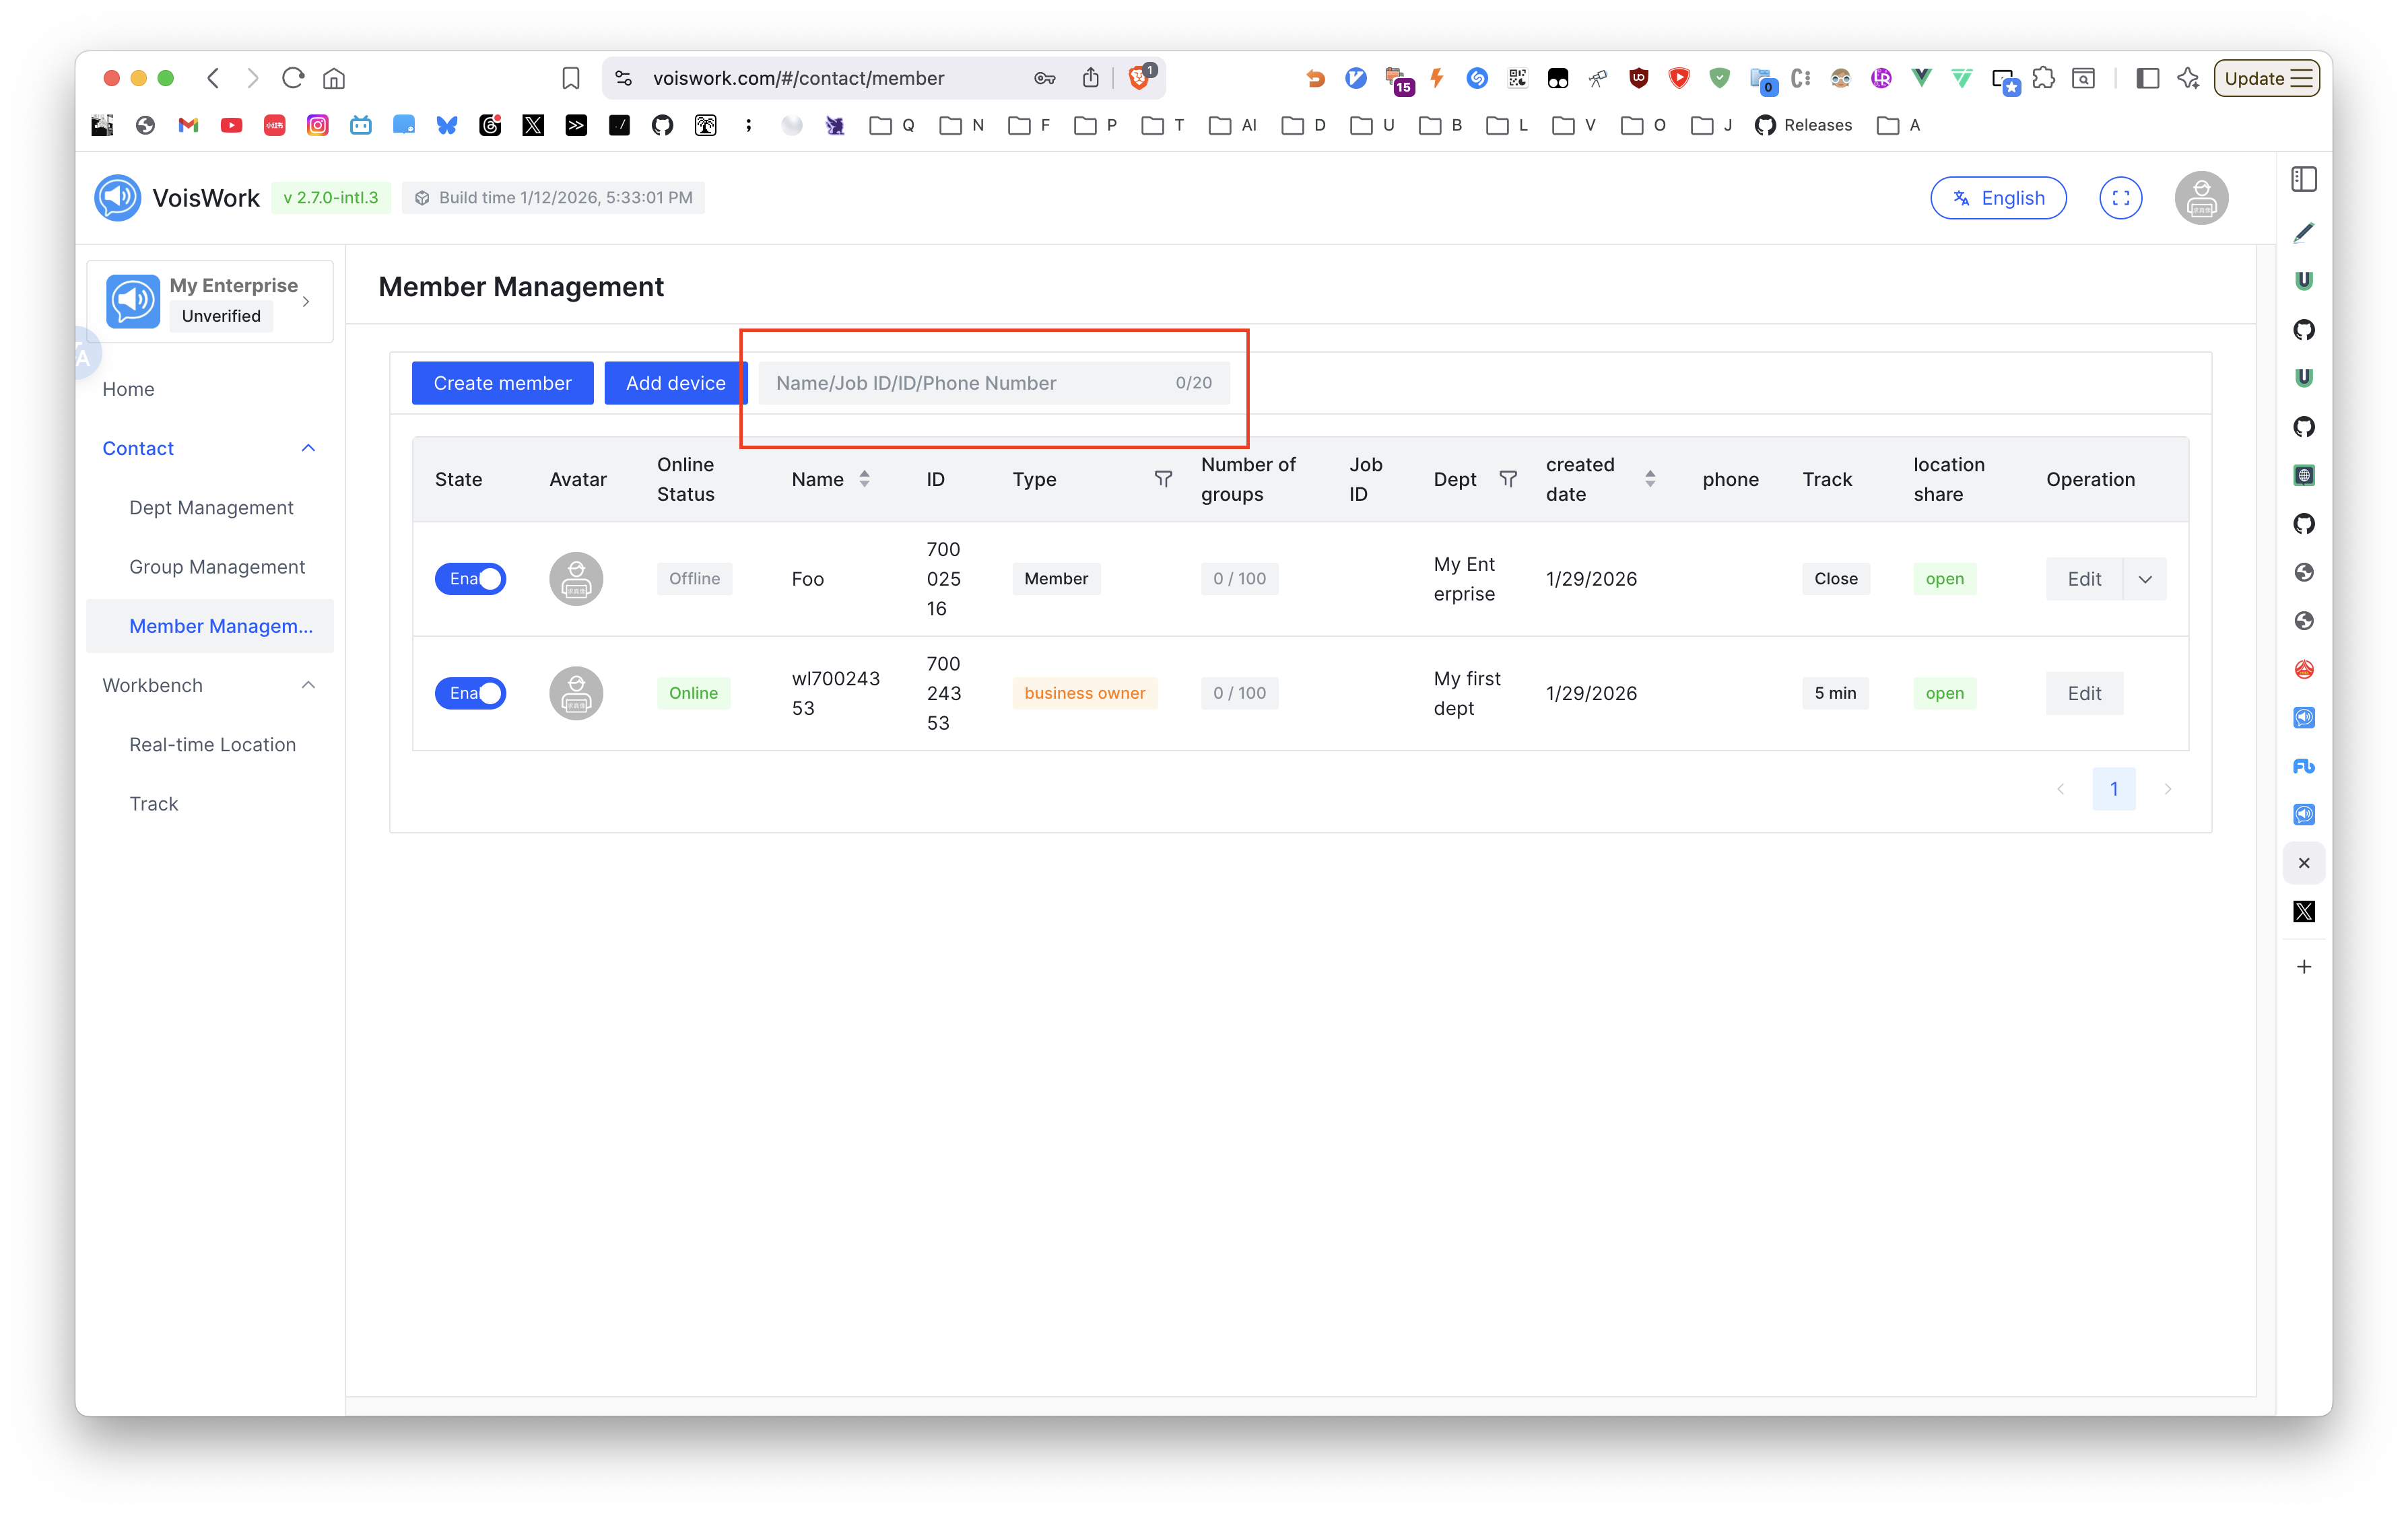 voiswork.com/#/contact/member
1
15
0
Update
Q
N
F
P
T
AI
D
U
B
L
V
O
J
Releases
A
VoisWork
v 2.7.0-intl.3
Build time 1/12/2026, 5:33:01 PM
English
My Enterprise
Unverified
Home
Contact
Dept Management
Group Management
Member Managem...
Workbench
Real-time Location
Track
Member Management
Create member
Add device
Name/Job ID/ID/Phone Number
0/20
State
Avatar
Online
Status
Name
ID
Type
Number of
groups
Job
ID
Dept
created
date
phone
Track
location
share
Operation
Ena
Offline
Foo
700
025
16
Member
0 / 100
My Ent
erprise
1/29/2026
Close
open
Edit
Ena
Online
wl700243
53
700
243
53
business owner
0 / 100
My first
dept
1/29/2026
5 min
open
Edit
1